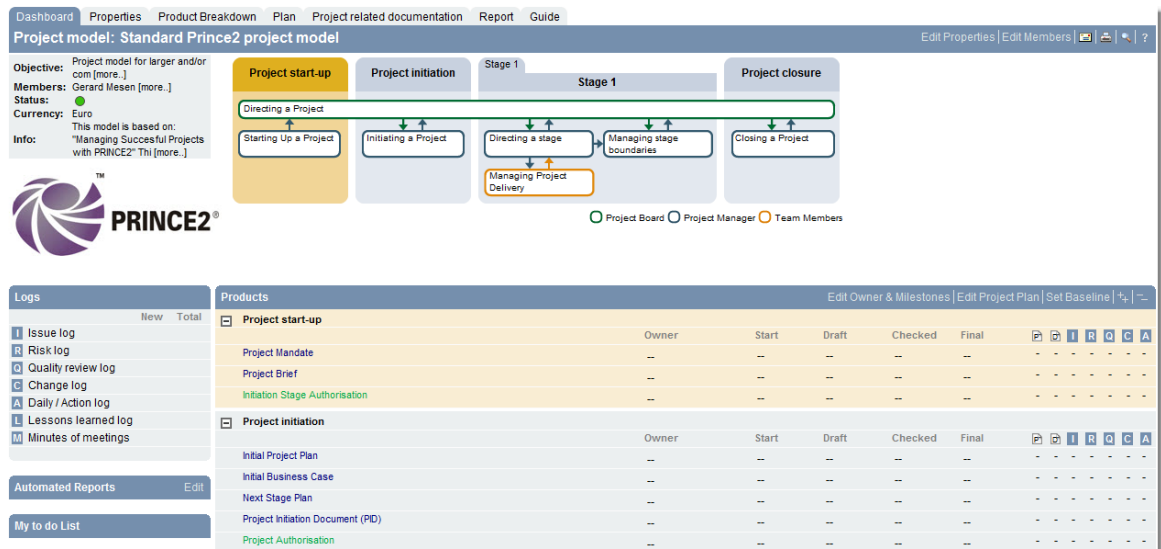 Dashboard Properties Product Breakdown Plan Project related documentation Report Guide
Project model: Standard Prince2 project model
Edit Properties | Edit Members | ?
Objective: Project model for larger and/or com [more..]
Members: Gerard Mesen [more..]
Status:
Currency: Euro
Info: This model is based on: "Managing Succesful Projects with PRINCE2" Thi [more..]
PRINCE2®
TM
Project start-up
Project initiation
Stage 1
Stage 1
Project closure
Directing a Project
Starting Up a Project
Initiating a Project
Directing a stage
Managing stage boundaries
Closing a Project
Managing Project Delivery
Project Board Project Manager Team Members
Logs
New Total
I Issue log
R Risk log
Q Quality review log
C Change log
A Daily / Action log
L Lessons learned log
M Minutes of meetings
Automated Reports Edit
My to do List
Products Edit Owner & Milestones | Edit Project Plan | Set Baseline
Project start-up
Owner Start Draft Checked Final P D I R Q C A
Project Mandate -- -- -- -- -- - - - - - - -
Project Brief -- -- -- -- -- - - - - - - -
Initiation Stage Authorisation -- -- -- -- -- - - - - - - -
Project initiation
Owner Start Draft Checked Final P D I R Q C A
Initial Project Plan -- -- -- -- -- - - - - - - -
Initial Business Case -- -- -- -- -- - - - - - - -
Next Stage Plan -- -- -- -- -- - - - - - - -
Project Initiation Document (PID) -- -- -- -- -- - - - - - - -
Project Authorisation -- -- -- -- -- - - - - - - -